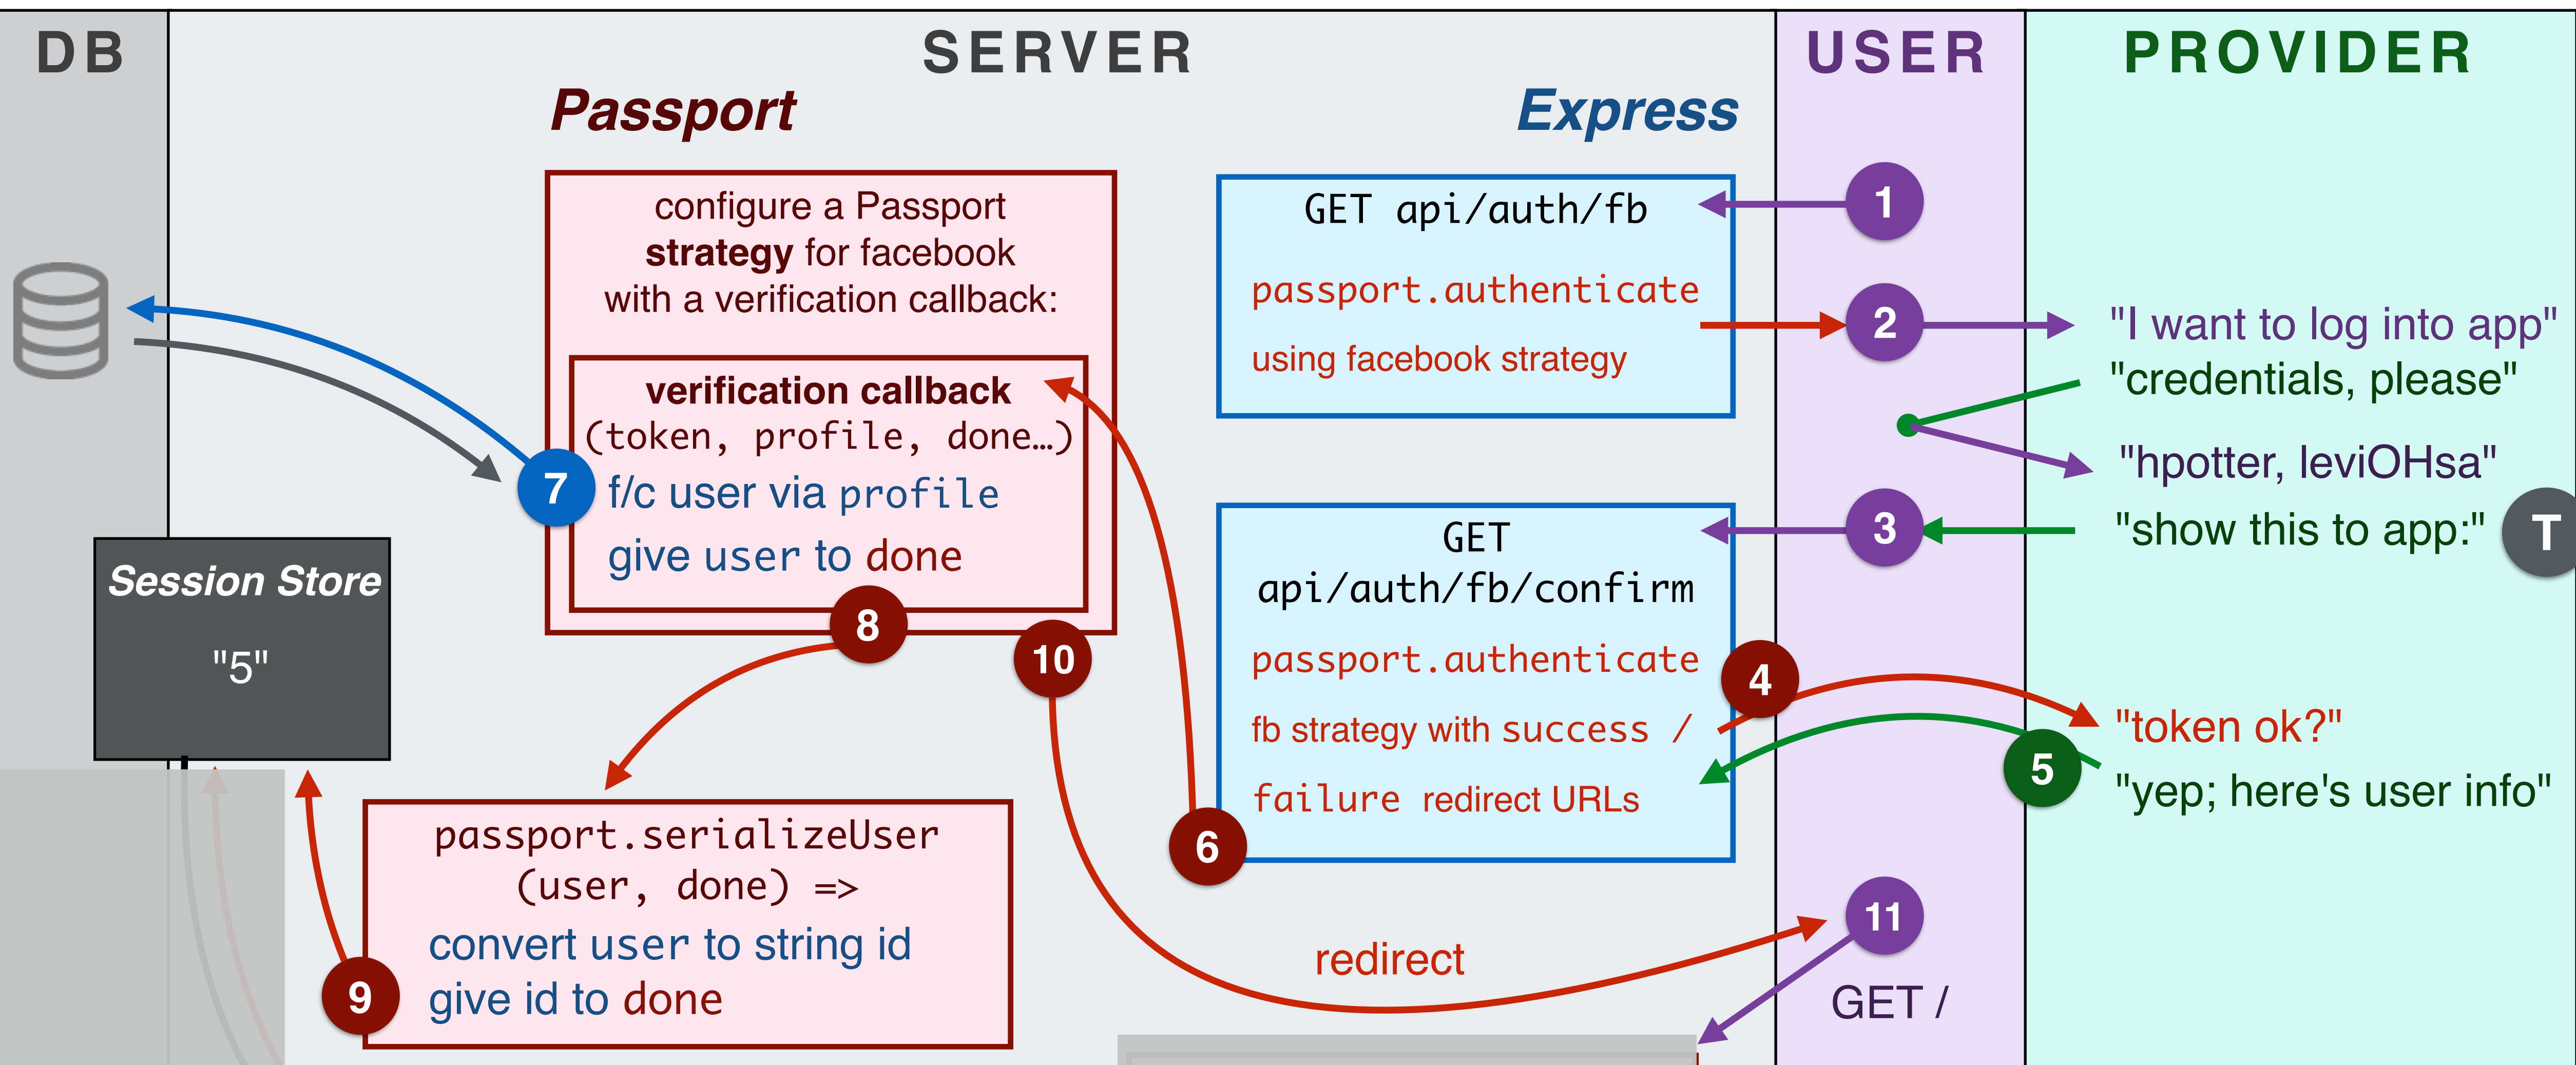 DB
SERVER
USER
PROVIDER
Passport
Express
configure a Passport
strategy for facebook
with a verification callback:
verification callback
(token, profile, done…)
7
f/c user via profile
give user to done
8
10
Session Store
"5"
passport.serializeUser
(user, done) =>
convert user to string id
give id to done
9
GET api/auth/fb
passport.authenticate
using facebook strategy
GET
api/auth/fb/confirm
passport.authenticate
fb strategy with success /
failure redirect URLs
6
redirect
1
2
3
4
5
11
GET /
"I want to log into app"
"credentials, please"
"hpotter, leviOHsa"
"show this to app:"
T
"token ok?"
"yep; here's user info"